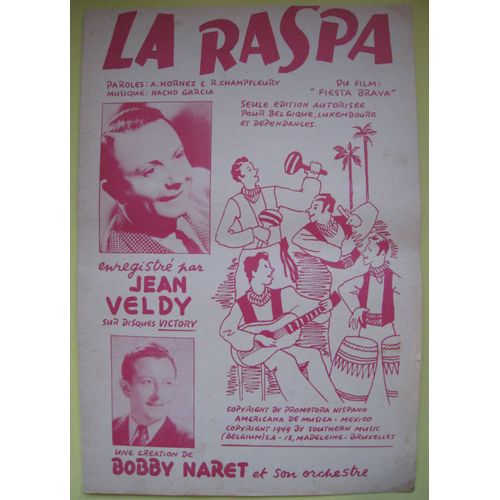 LA RASPA
PAROLES: A. HORNEZ & R. CHAMPFLEURY
MUSIQUE: NACHO GARCIA
DU FILM:
"FIESTA BRAVA"
SEULE EDITION AUTORISEE
POUR BELGIQUE, LUXEMBOURG
ET DEPENDANCES.
enregistré par
JEAN
VELDY
SUR DISQUES VICTORY
COPYRIGHT BY PROMOTORA HISPANO
AMERICANA DE MUSICA - MEXICO
COPYRIGHT 1949 BY SOUTHERN MUSIC
(BELGIUM) S.A - 13, MADELEINE - BRUXELLES
UNE CREATION DE
BOBBY NARET et son orchestre